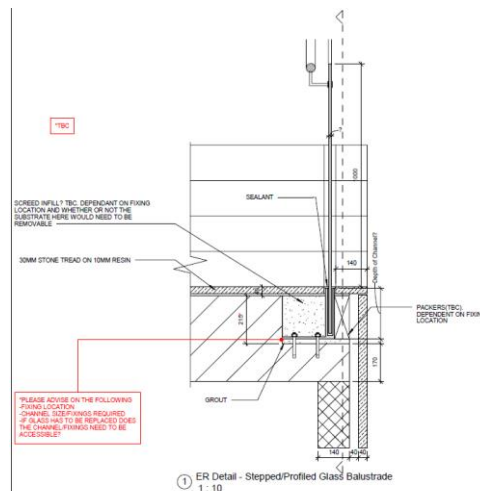 *TBC
SCREED INFILL? TBC. DEPENDANT ON FIXING
LOCATION AND WHETHER OR NOT THE
SUBSTRATE HERE WOULD NEED TO BE
REMOVABLE
SEALANT
1000
140
Depth of Channel?
30MM STONE TREAD ON 10MM RESIN
PACKERS(TBC),
DEPENDENT ON FIXI
LOCATION
170
*PLEASE ADVISE ON THE FOLLOWING
-FIXING LOCATION
-CHANNEL SIZE/FIXINGS REQUIRED
-IF GLASS HAS TO BE REPLACED DOES
THE CHANNEL/FIXINGS NEED TO BE
ACCESSIBLE?
GROUT
140
40
40
1
ER Detail - Stepped/Profiled Glass Balustrade
1 : 10